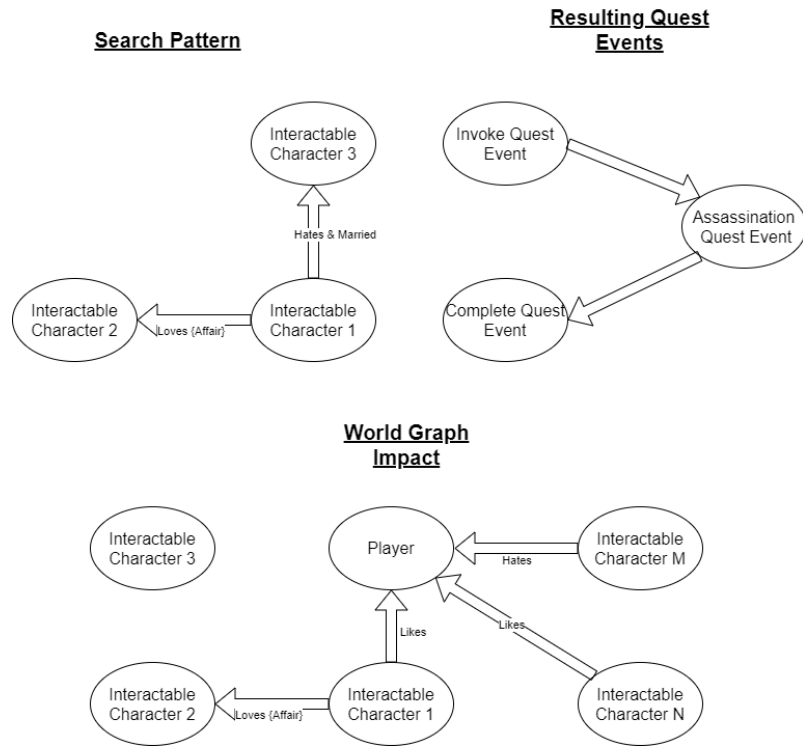 Search Pattern
Interactable
Character 3
Hates & Married
Interactable
Character 2
Loves {Affair}
Interactable
Character 1
Resulting Quest
Events
Invoke Quest
Event
Assassination
Quest Event
Complete Quest
Event
World Graph
Impact
Interactable
Character 3
Player
Interactable
Character M
Hates
Likes
Likes
Interactable
Character 2
Loves {Affair}
Interactable
Character 1
Interactable
Character N